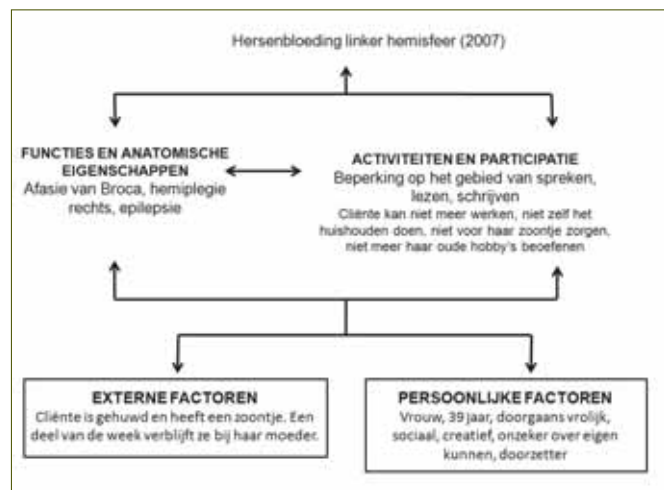 Hersenbloeding linker hemisfeer (2007)
FUNCTIES EN ANATOMISCHE
EIGENSCHAPPEN
Afasie van Broca, hemiplegie
rechts, epilepsie
ACTIVITEITEN EN PARTICIPATIE
Beperking op het gebied van spreken,
lezen, schrijven
Cliënte kan niet meer werken, niet zelf het
huishouden doen, niet voor haar zoontje zorgen,
niet meer haar oude hobby's beoefenen
EXTERNE FACTOREN
Cliënte is gehuwd en heeft een zoontje. Een
deel van de week verblijft ze bij haar moeder.
PERSOONLIJKE FACTOREN
Vrouw, 39 jaar, doorgaans vrolijk,
sociaal, creatief, onzeker over eigen
kunnen, doorzetter